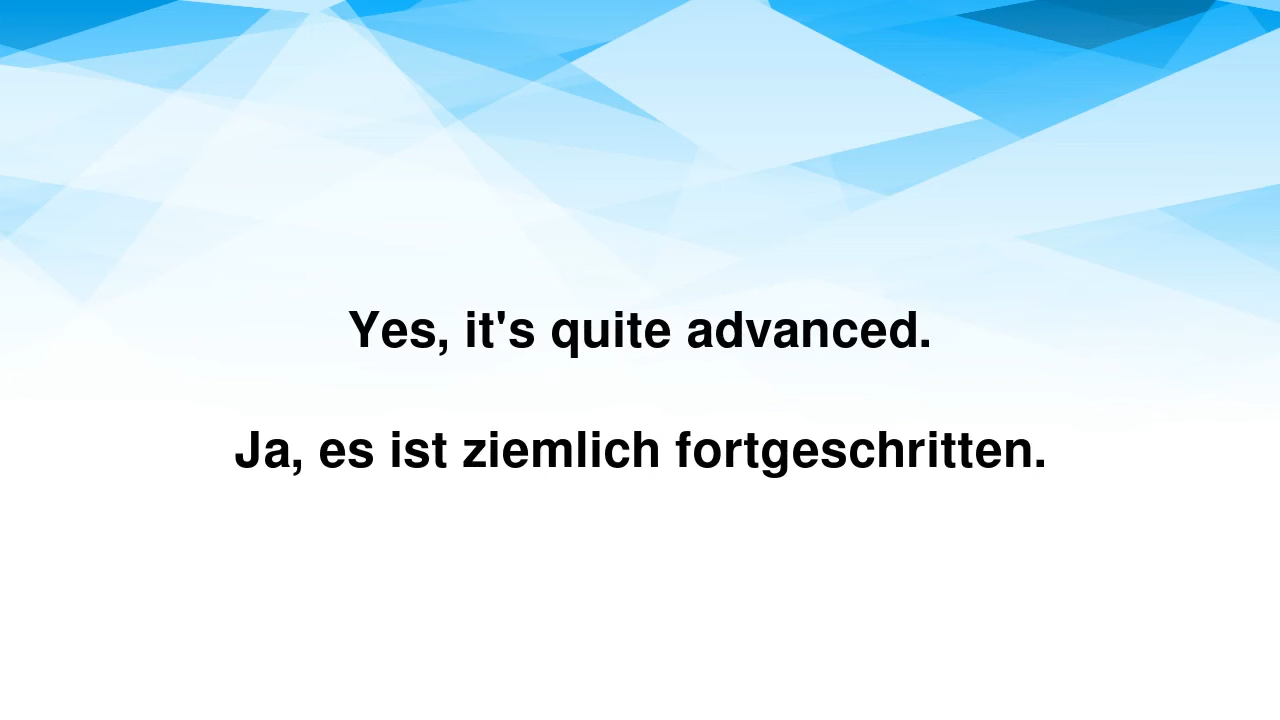 Yes, it's quite advanced.
Ja, es ist ziemlich fortgeschritten.